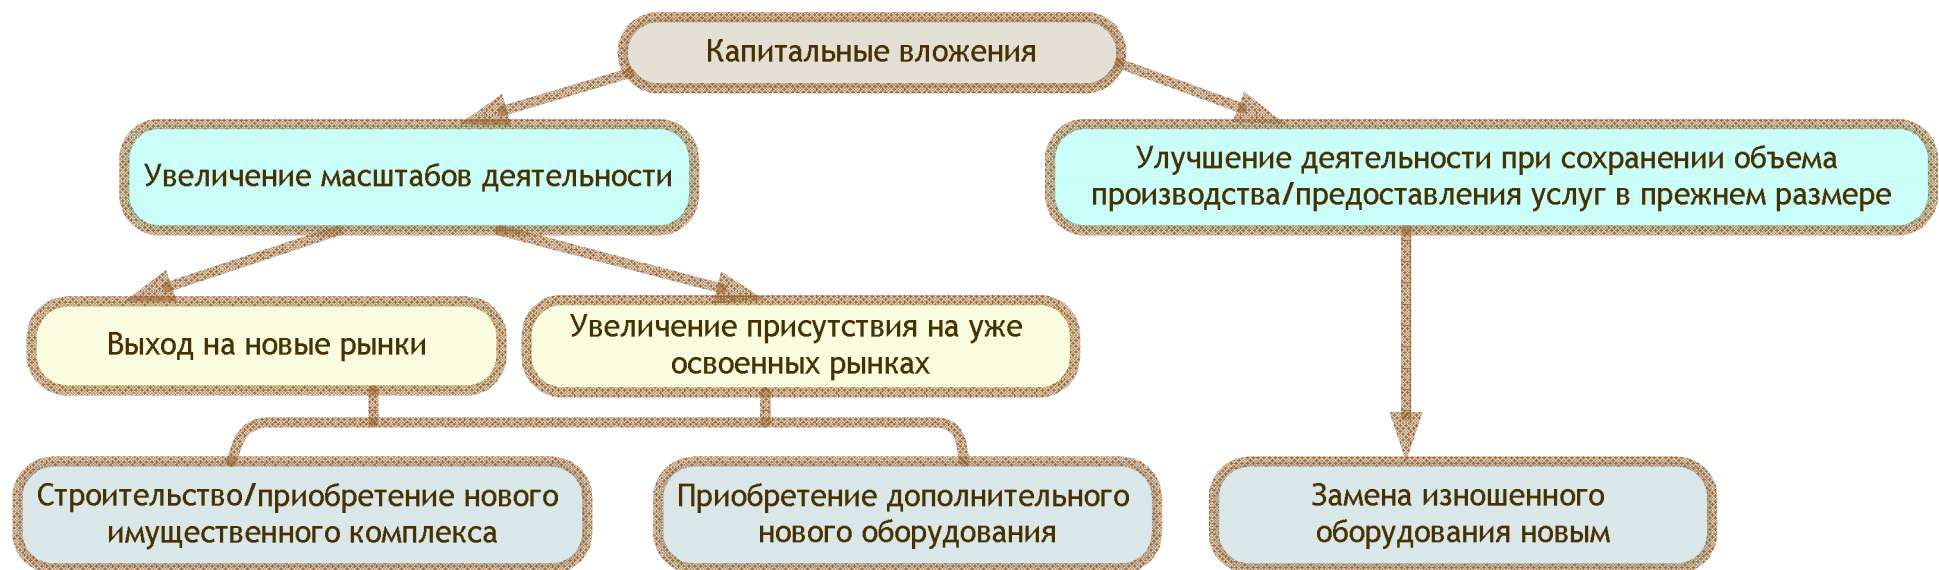 Капитальные вложения
Увеличение масштабов деятельности
Улучшение деятельности при сохранении объема
производства/предоставления услуг в прежнем размере
Выход на новые рынки
Увеличение присутствия на уже
освоенных рынках
Строительство/приобретение нового
имущественного комплекса
Приобретение дополнительного
нового оборудования
Замена изношенного
оборудования новым